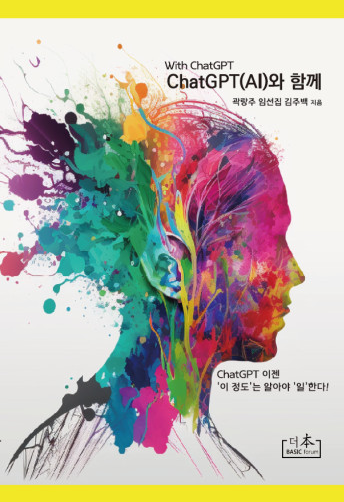 With ChatGPT
ChatGPT(AI)와 함께
곽랑주 임선집 김주백 지음
ChatGPT 이젠
'이 정도'는 알아야 '일'한다!
더 本
BASIC forum